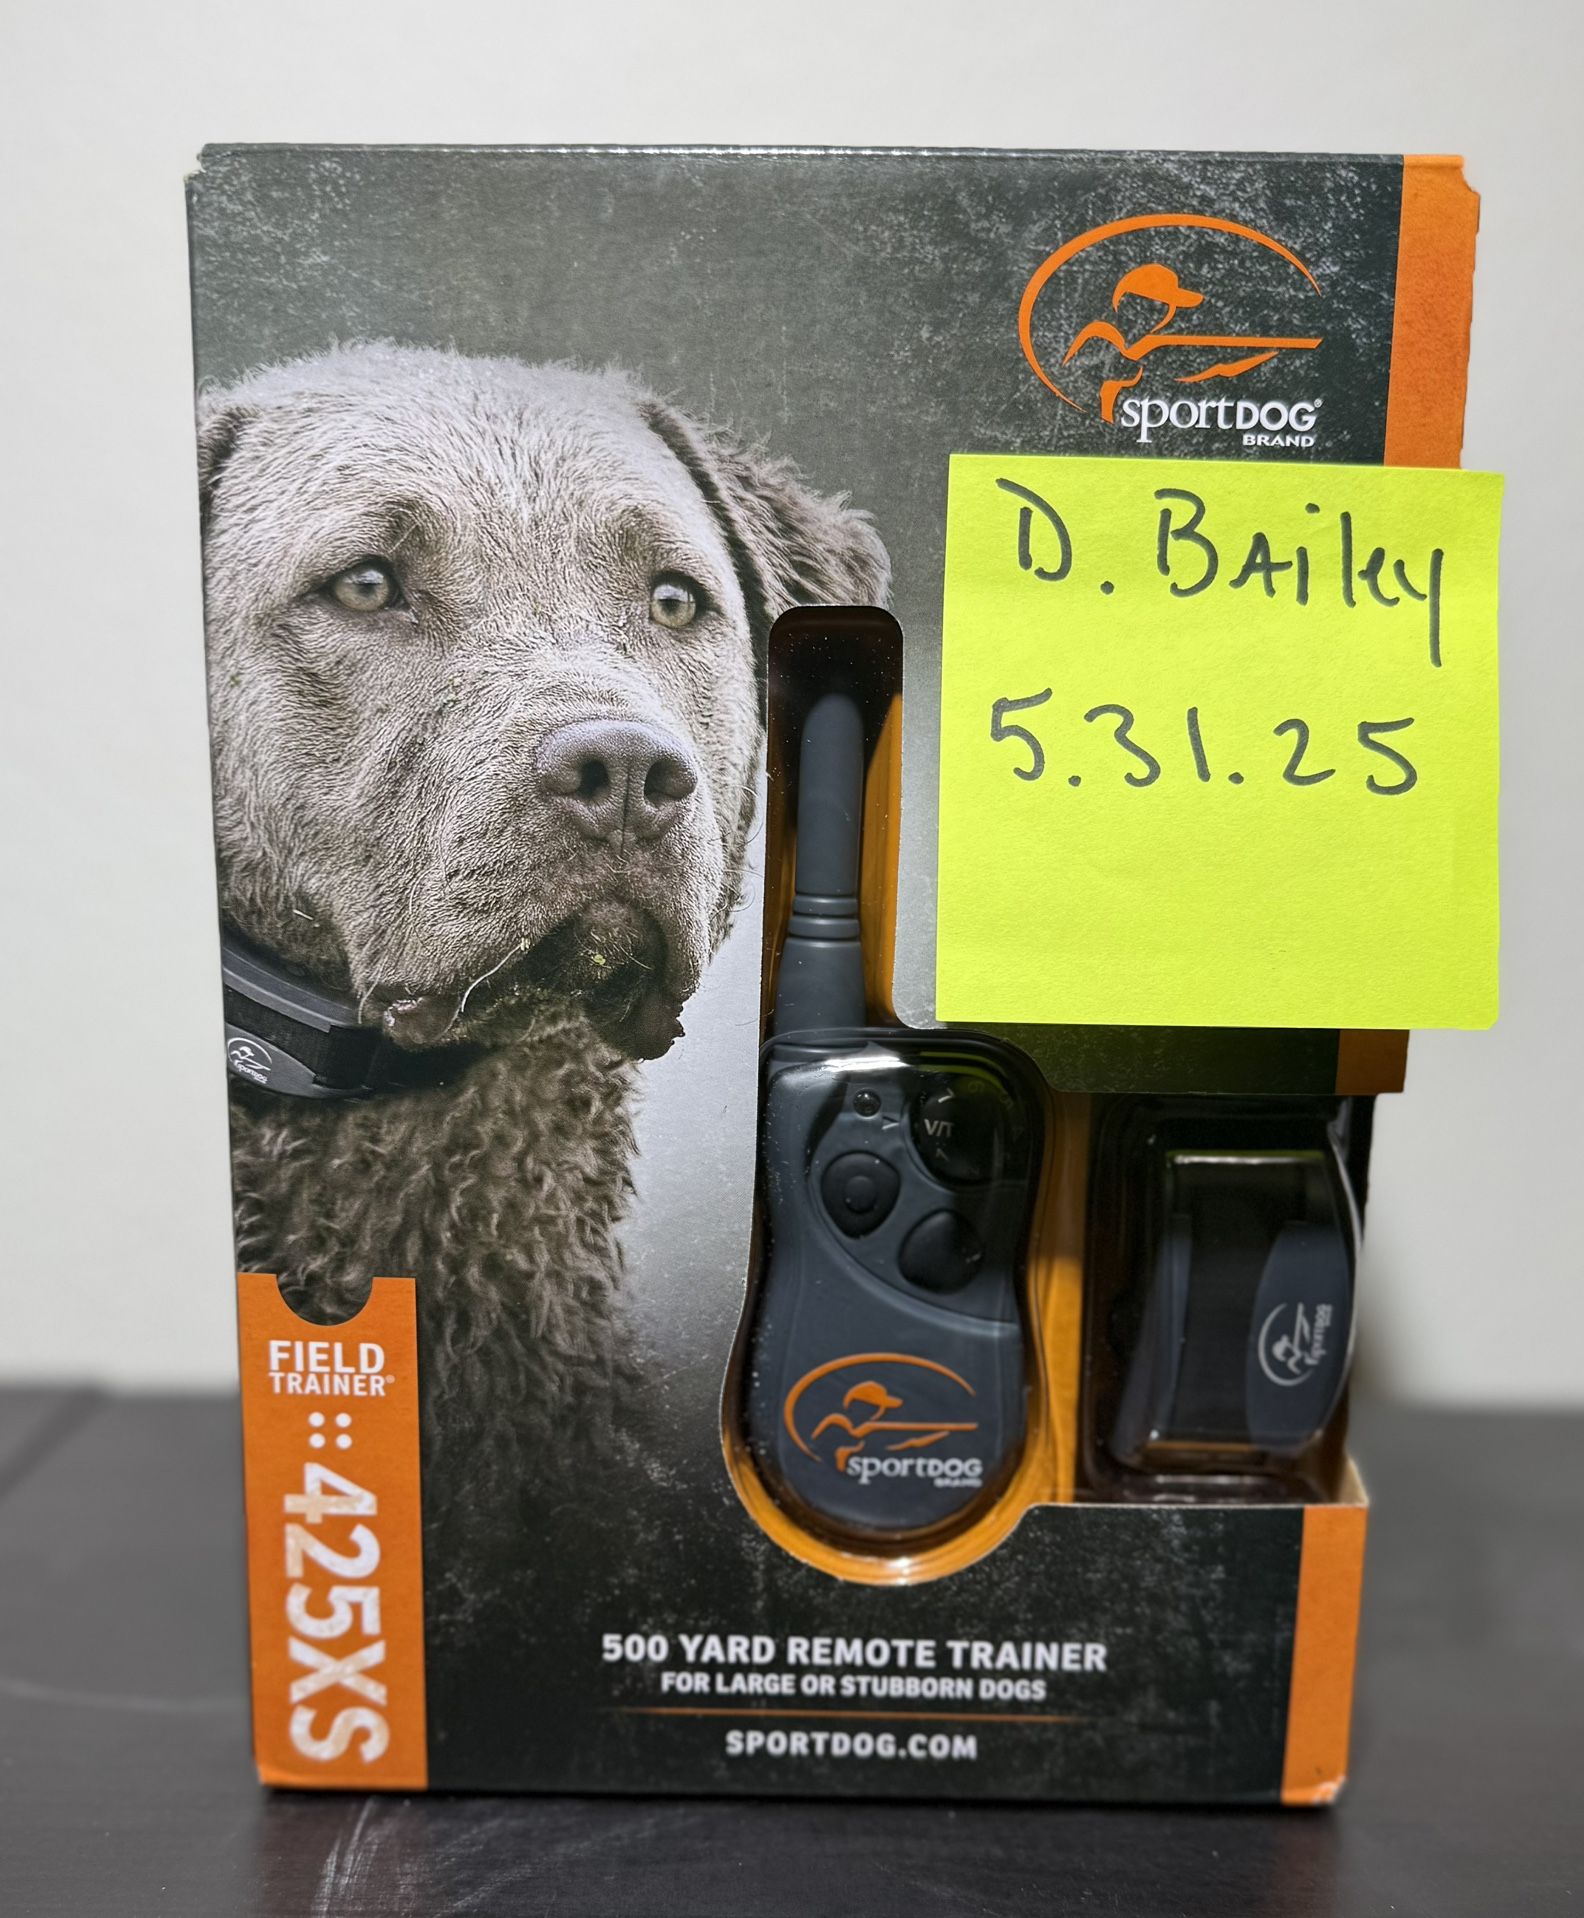 sportDOG®
BRAND
D. BAiley
5.31.25
V/T
sportDOG
BRAND
FIELD
TRAINER®
425XS
500 YARD REMOTE TRAINER
FOR LARGE OR STUBBORN DOGS
SPORTDOG.COM